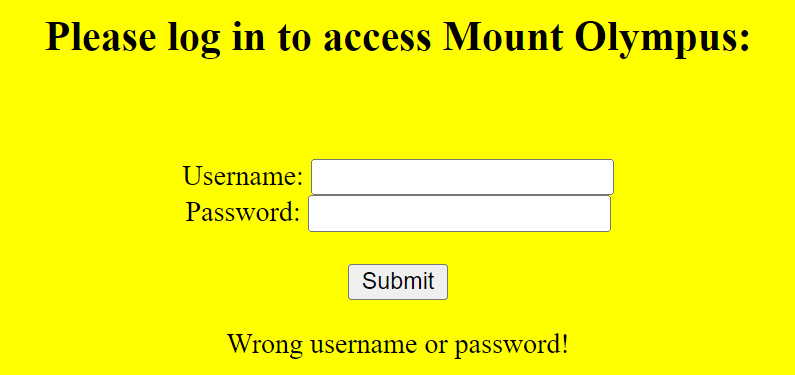 Please log in to access Mount Olympus:
Username:
Password:
Submit
Wrong username or password!